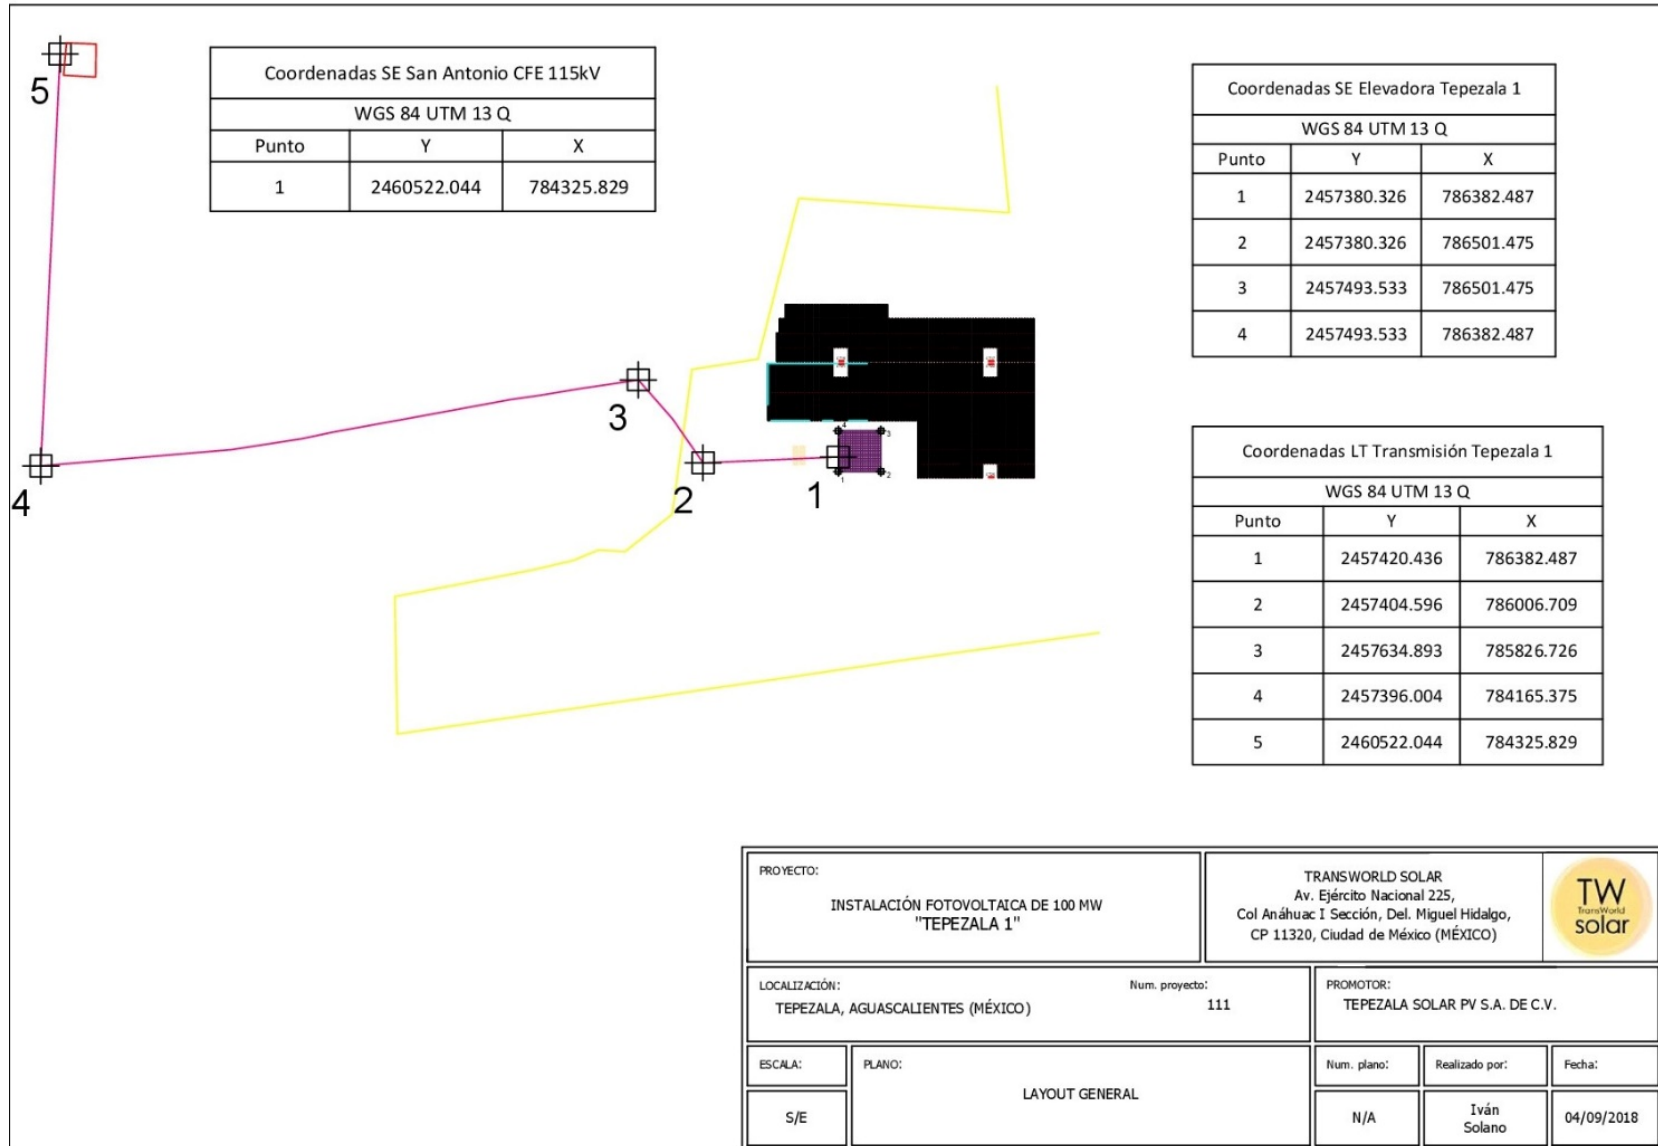 5
Coordenadas SE San Antonio CFE 115kV
WGS 84 UTM 13 Q
Punto Y X
1 2460522.044 784325.829
Coordenadas SE Elevadora Tepezala 1
WGS 84 UTM 13 Q
Punto Y X
1 2457380.326 786382.487
2 2457380.326 786501.475
3 2457493.533 786501.475
4 2457493.533 786382.487
3
4
2
1
4
3
1
2
Coordenadas LT Transmisión Tepezala 1
WGS 84 UTM 13 Q
Punto Y X
1 2457420.436 786382.487
2 2457404.596 786006.709
3 2457634.893 785826.726
4 2457396.004 784165.375
5 2460522.044 784325.829
PROYECTO:
INSTALACIÓN FOTOVOLTAICA DE 100 MW
"TEPEZALA 1"
TRANSWORLD SOLAR
Av. Ejército Nacional 225,
Col Anáhuac I Sección, Del. Miguel Hidalgo,
CP 11320, Ciudad de México (MÉXICO)
TW
TransWorld
solar
LOCALIZACIÓN:
TEPEZALA, AGUASCALIENTES (MÉXICO)
Num. proyecto:
111
PROMOTOR:
TEPEZALA SOLAR PV S.A. DE C.V.
ESCALA:
S/E
PLANO:
LAYOUT GENERAL
Num. plano:
N/A
Realizado por:
Iván
Solano
Fecha:
04/09/2018